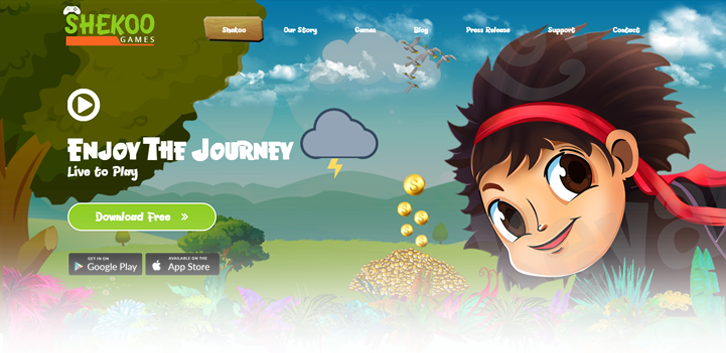 SHEKOO
GAMES
Shekoo
Our Story
Games
Blog
Press Release
Support
Contact
Enjoy The Journey
Live to Play
Download Free »
GET IN ON
Google Play
AVAILABLE ON THE
App Store
$